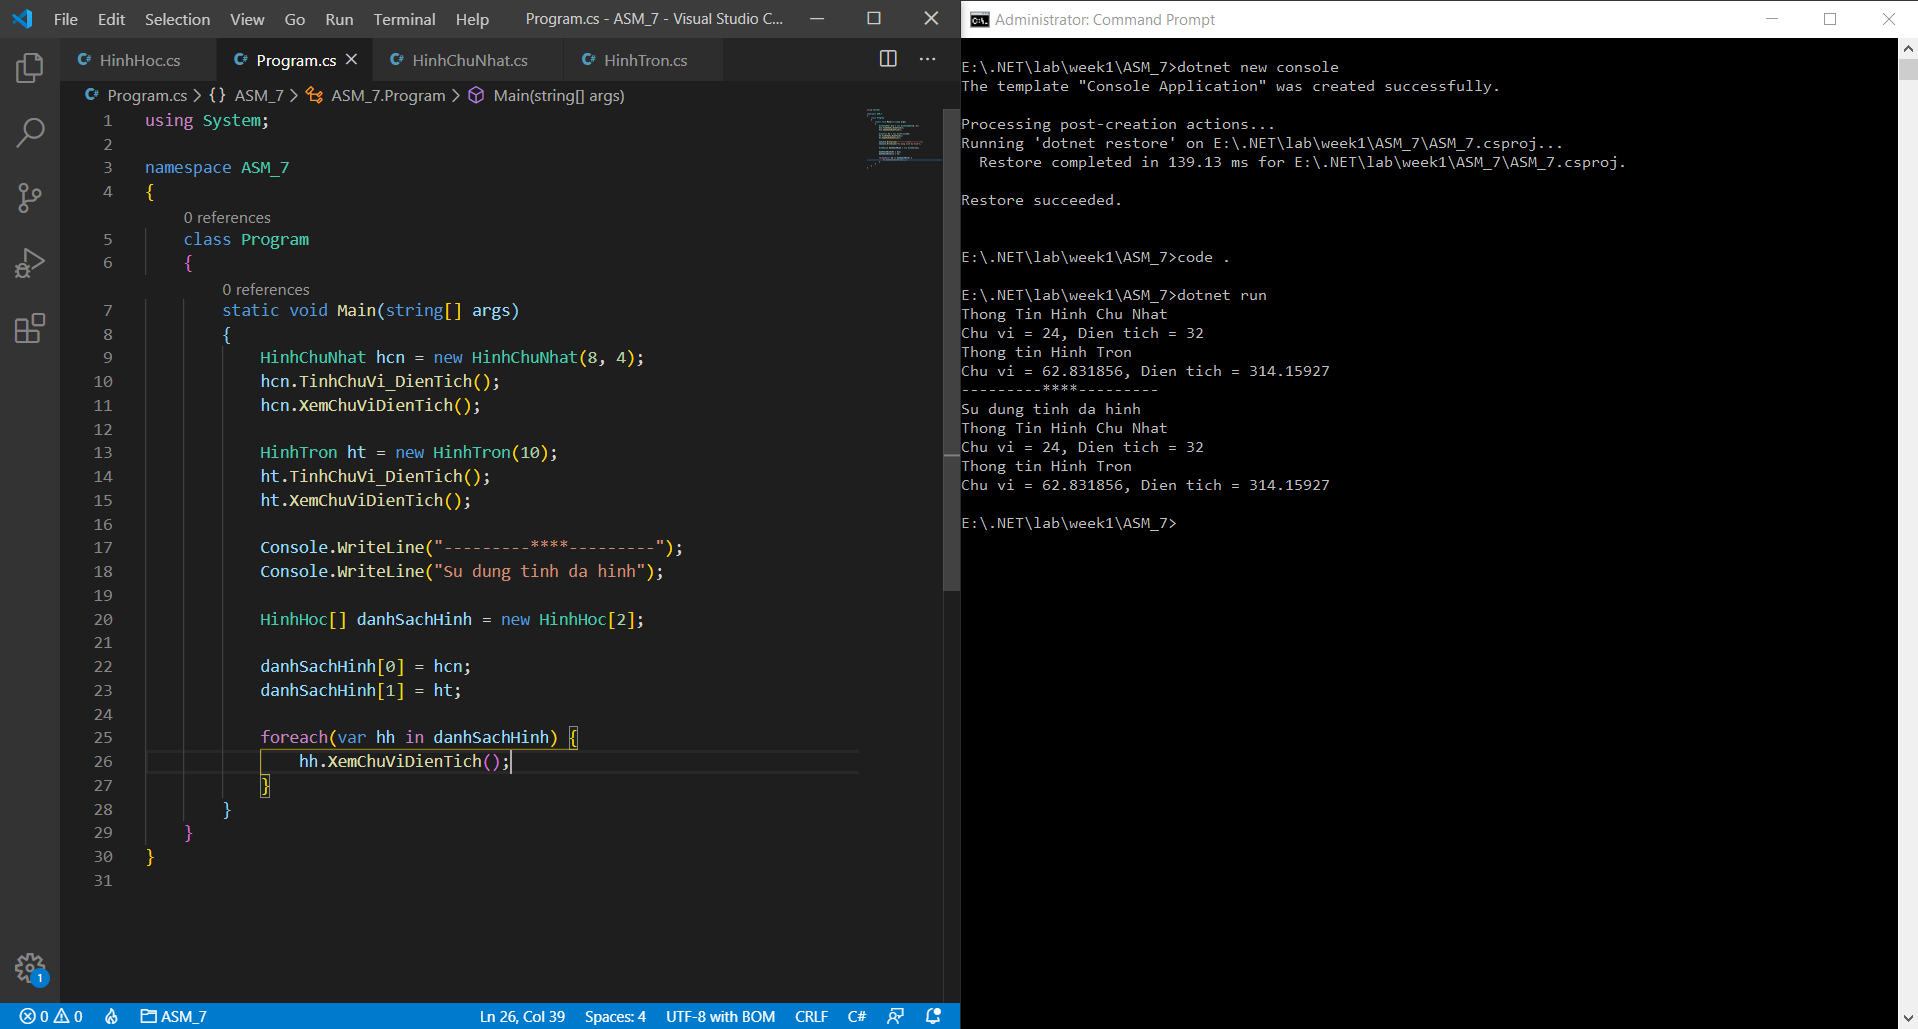 File Edit Selection View Go Run Terminal Help Program.cs - ASM_7 - Visual Studio C...
HinhHoc.cs Program.cs HinhChuNhat.cs HinhTron.cs
Program.cs > {} ASM_7 > ASM_7.Program > Main(string[] args)
1 using System;
2
3 namespace ASM_7
4 {
0 references
5 class Program
6 {
0 references
7 static void Main(string[] args)
8 {
9 HinhChuNhat hcn = new HinhChuNhat(8, 4);
10 hcn.TinhChuVi_DienTich();
11 hcn.XemChuViDienTich();
12
13 HinhTron ht = new HinhTron(10);
14 ht.TinhChuVi_DienTich();
15 ht.XemChuViDienTich();
16
17 Console.WriteLine("---------****---------");
18 Console.WriteLine("Su dung tinh da hinh");
19
20 HinhHoc[] danhSachHinh = new HinhHoc[2];
21
22 danhSachHinh[0] = hcn;
23 danhSachHinh[1] = ht;
24
25 foreach(var hh in danhSachHinh) {
26 hh.XemChuViDienTich();
27 }
28 }
29 }
30 }
31
1
0 0 ASM_7 Ln 26, Col 39 Spaces: 4 UTF-8 with BOM CRLF C#
Administrator: Command Prompt
E:\.NET\lab\week1\ASM_7>dotnet new console
The template "Console Application" was created successfully.
Processing post-creation actions...
Running 'dotnet restore' on E:\.NET\lab\week1\ASM_7\ASM_7.csproj...
Restore completed in 139.13 ms for E:\.NET\lab\week1\ASM_7\ASM_7.csproj.
Restore succeeded.
E:\.NET\lab\week1\ASM_7>code .
E:\.NET\lab\week1\ASM_7>dotnet run
Thong Tin Hinh Chu Nhat
Chu vi = 24, Dien tich = 32
Thong tin Hinh Tron
Chu vi = 62.831856, Dien tich = 314.15927
---------****---------
Su dung tinh da hinh
Thong Tin Hinh Chu Nhat
Chu vi = 24, Dien tich = 32
Thong tin Hinh Tron
Chu vi = 62.831856, Dien tich = 314.15927
E:\.NET\lab\week1\ASM_7>